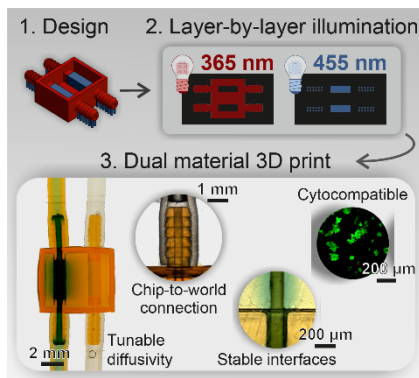 1. Design
2. Layer-by-layer illumination
365 nm
455 nm
3. Dual material 3D print
1 mm
Cytocompatible
Chip-to-world
connection
200 µm
Tunable
diffusivity
200 µm
2 mm
Stable interfaces